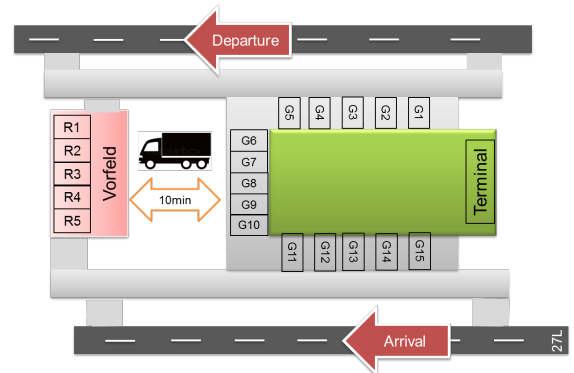 Departure
G5
G4
G3
G2
G1
R1
R2
R3
R4
R5
Vorfeld
10min
G6
G7
G8
G9
G10
Terminal
G11
G12
G13
G14
G15
Arrival
27L